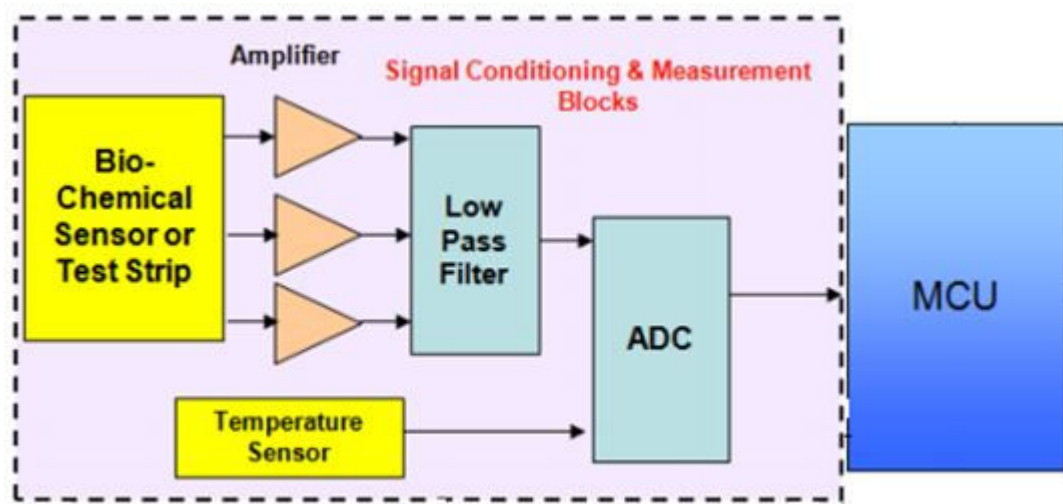 Amplifier
Signal Conditioning & Measurement
Blocks
Bio-
Chemical
Sensor or
Test Strip
Low
Pass
Filter
ADC
MCU
Temperature
Sensor